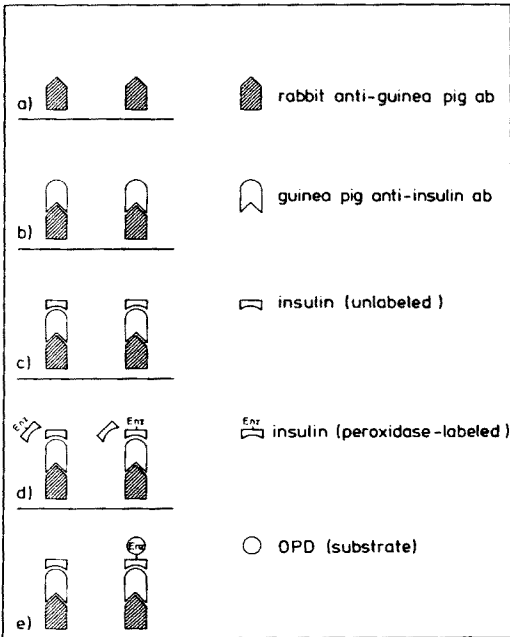 a) rabbit anti-guinea pig ab
b) guinea pig anti-insulin ab
c) insulin (unlabeled)
Enz Enz Enz
d) insulin (peroxidase-labeled)
Enz OPD (substrate)
e)